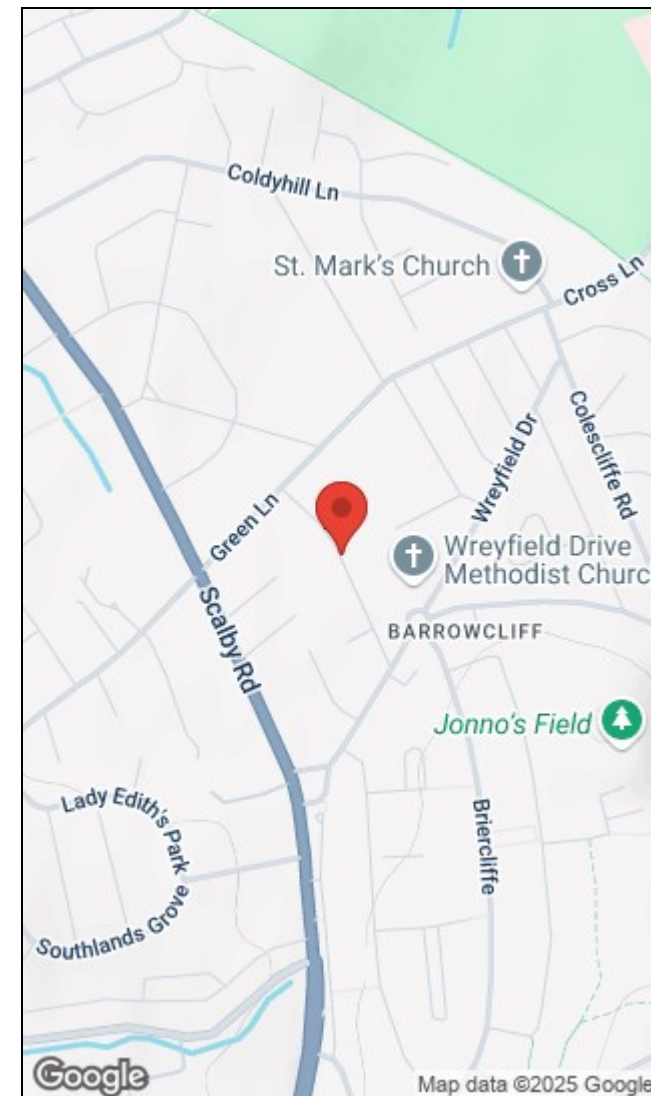 Coldyhill Ln
St. Mark's Church
Cross Ln
Colescliffe Rd
Wreyfield Dr
Green Ln
Wreyfield Drive
Methodist Churc
Scalby Rd
BARROWCLIFF
Jonno's Field
Lady Edith's Park
Briercliffe
Southlands Grove
Google
Map data ©2025 Google